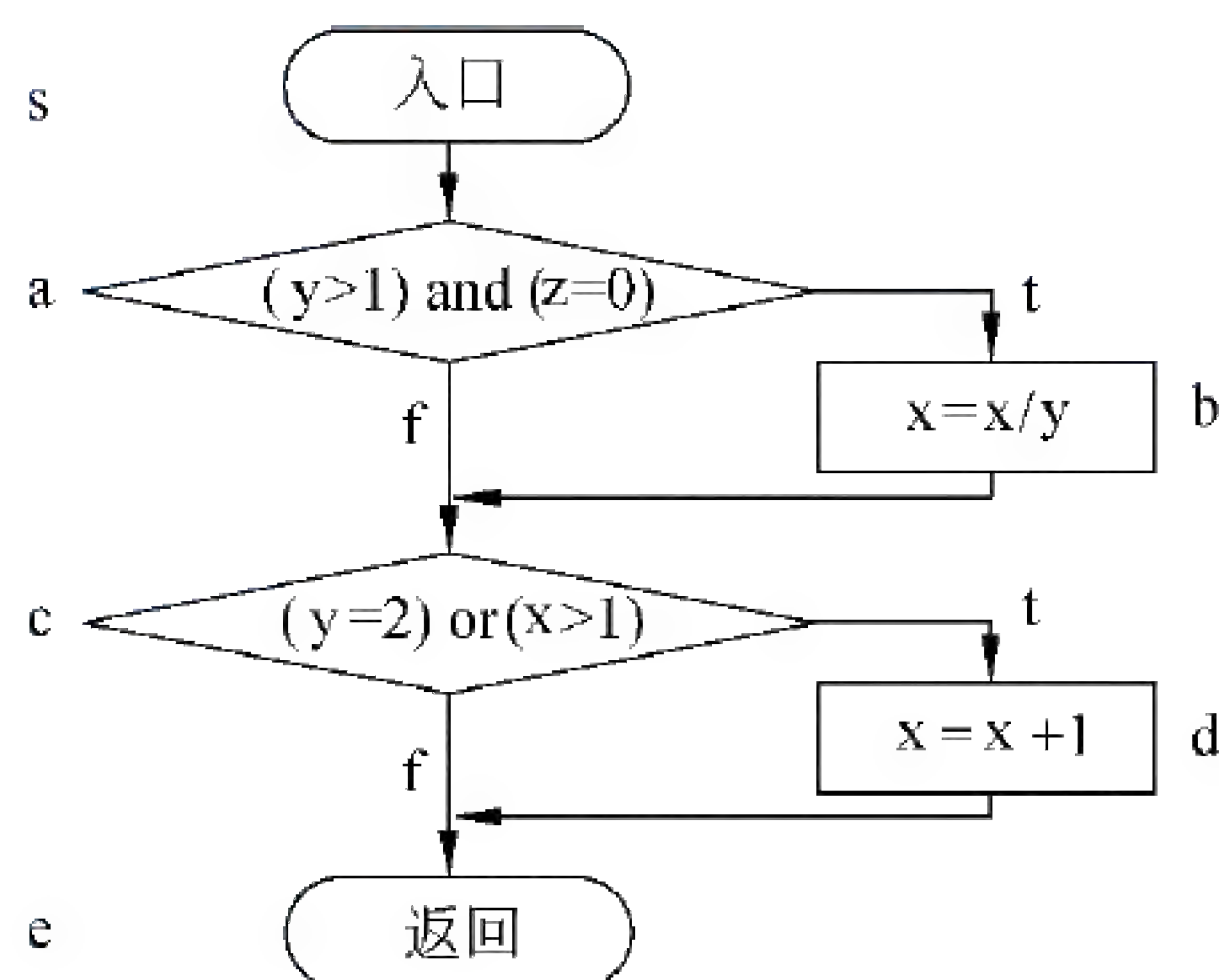 s
入口
a
( y>1) and (z=0)
t
x=x/y
b
f
c
( y=2) or(x>1)
t
x=x+1
d
f
e
返回